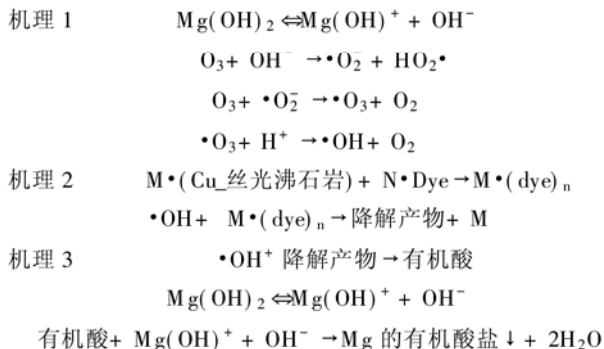 机理 1 Mg(OH)₂⇔Mg(OH)⁺ + OH⁻
O₃+ OH⁻ →•O₂⁻ + HO₂•
O₃+ •O₂⁻→•O₃+ O₂
•O₃+ H⁺ →•OH+ O₂
机理 2 M•(Cu_丝光沸石岩)+ N•Dye→M•(dye)ₙ
•OH+ M•(dye)ₙ→降解产物+ M
机理 3 •OH⁺ 降解产物→有机酸
Mg(OH)₂⇔Mg(OH)⁺ + OH⁻
有机酸+ Mg(OH)⁺ + OH⁻ →Mg 的有机酸盐↓ + 2H₂O